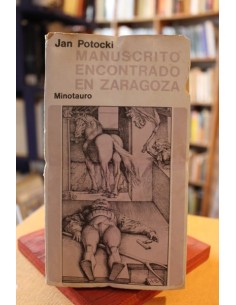 Jan Potocki
MANUSCRITO
ENCONTRADO
EN ZARAGOZA
Minotauro